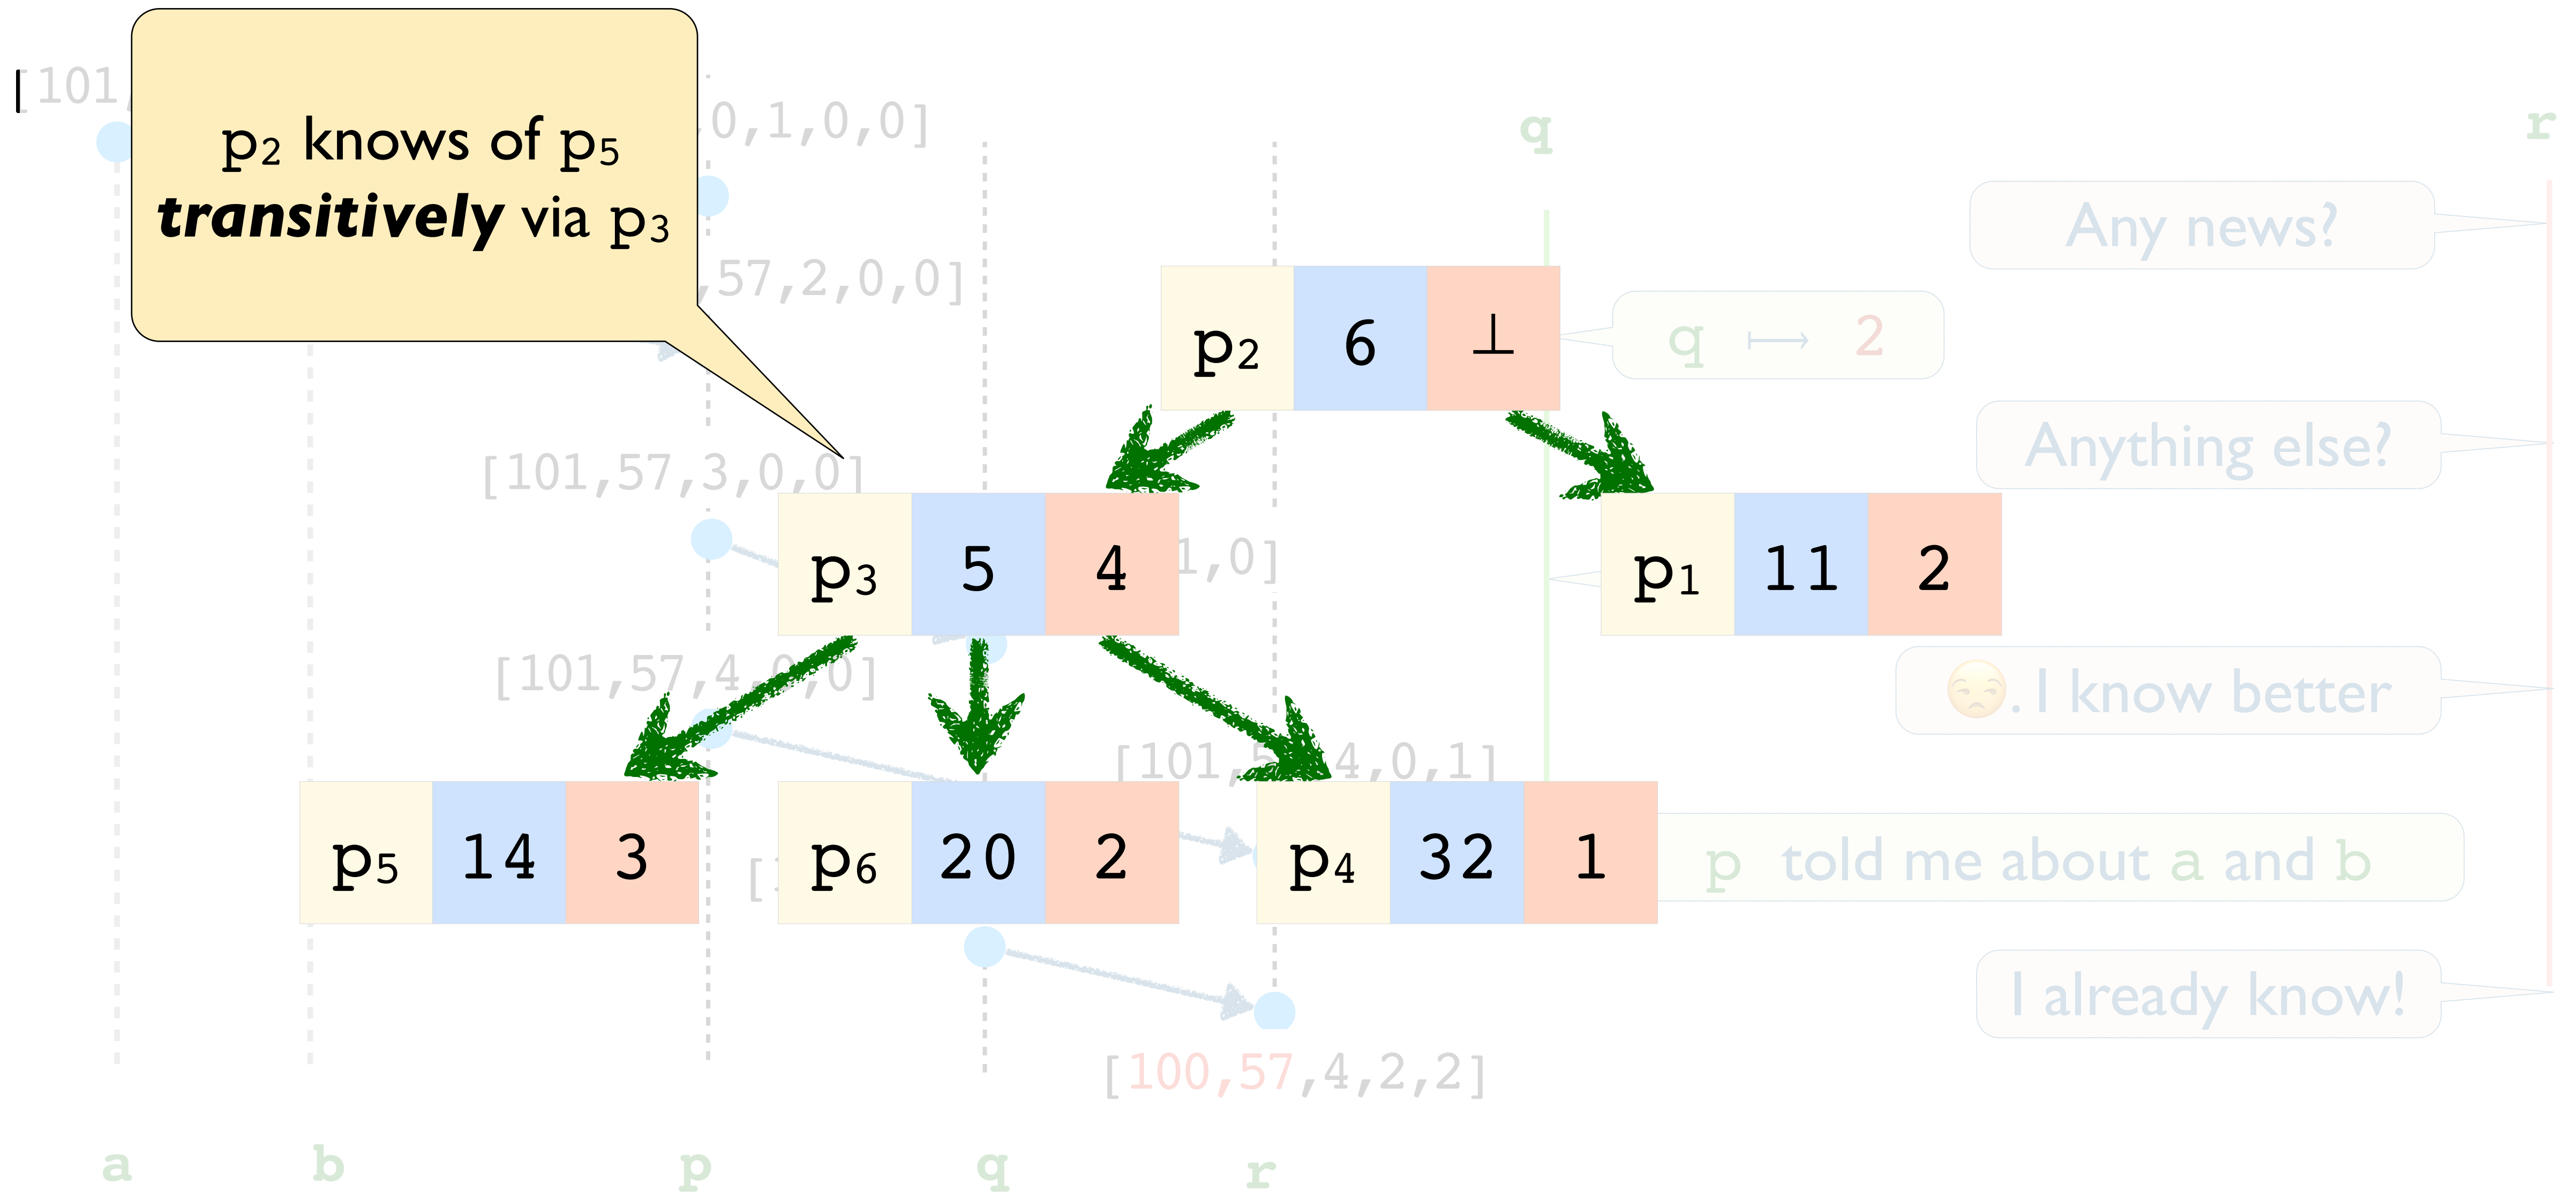 p2 knows of p5
transitively via p3
[101,
0,1,0,0]
,57,2,0,0]
q
r
Any news?
p2 6 ⊥
q ⟼ 2
Anything else?
[101,57,3,0,0]
p3 5 4
1,0]
p1 11 2
[101,57,4,0,0]
😒. I know better
[101,5 4,0,1]
p5 14 3
[
p6 20 2
p4 32 1
p told me about a and b
I already know!
[100,57,4,2,2]
a b p q r